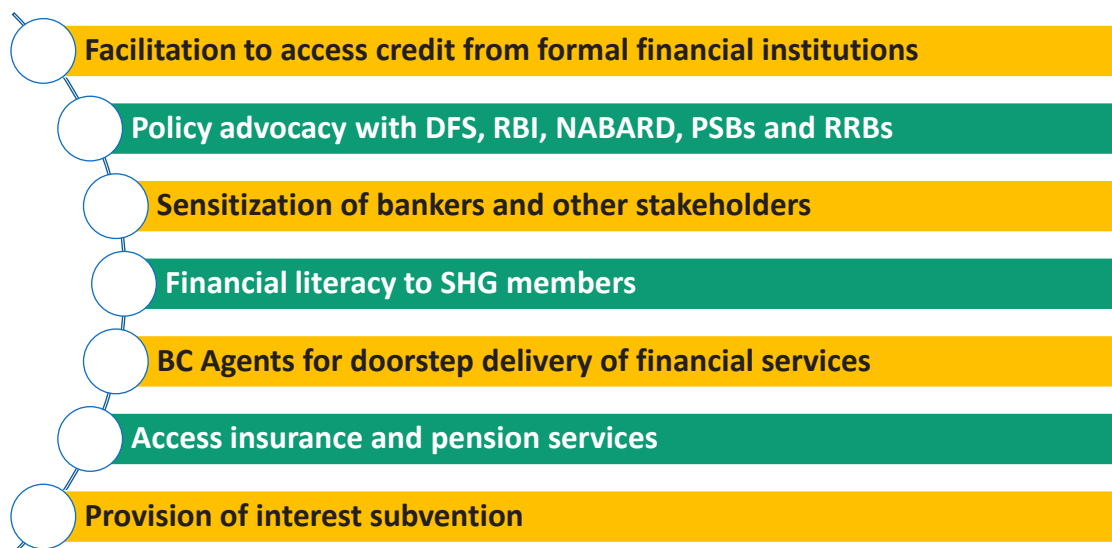 Facilitation to access credit from formal financial institutions
Policy advocacy with DFS, RBI, NABARD, PSBs and RRBs
Sensitization of bankers and other stakeholders
Financial literacy to SHG members
BC Agents for doorstep delivery of financial services
Access insurance and pension services
Provision of interest subvention